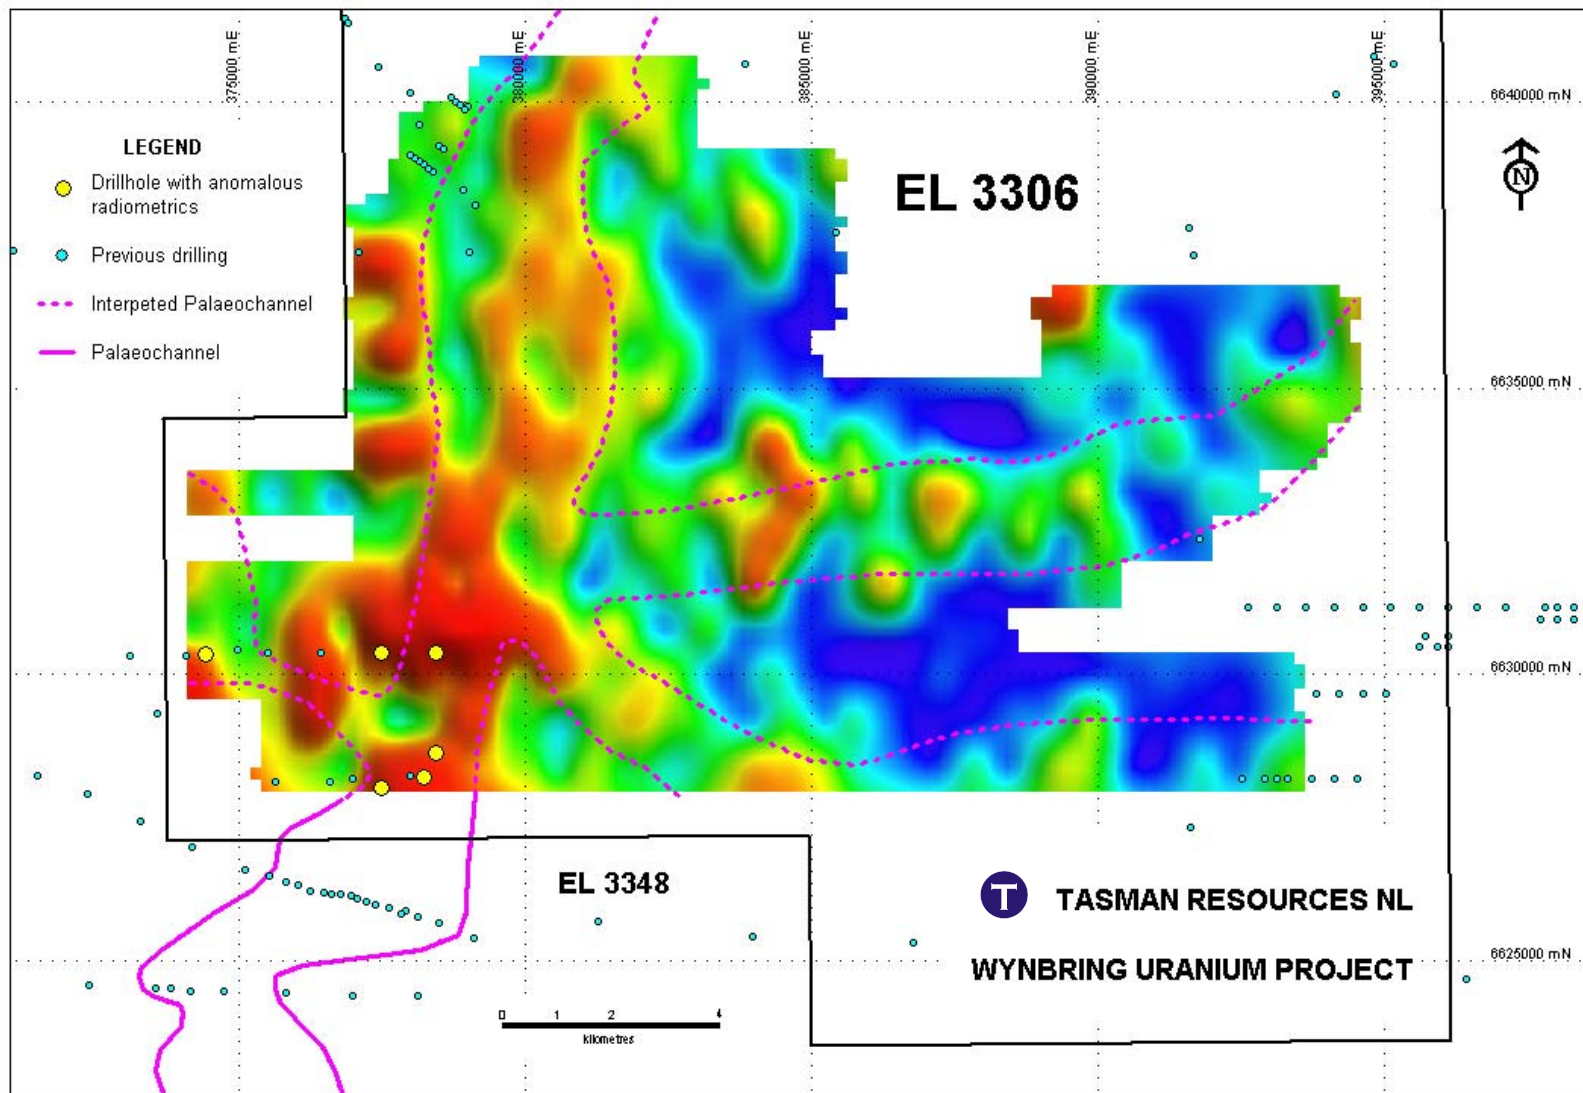 375000 mE
380000 mE
385000 mE
390000 mE
395000 mE
6640000 mN
LEGEND
Drillhole with anomalous
radiometrics
Previous drilling
Interpeted Palaeochannel
Palaeochannel
EL 3306
N
6635000 mN
6630000 mN
EL 3348
T
TASMAN RESOURCES NL
WYNBRING URANIUM PROJECT
6625000 mN
0 1 2 4
kilometres